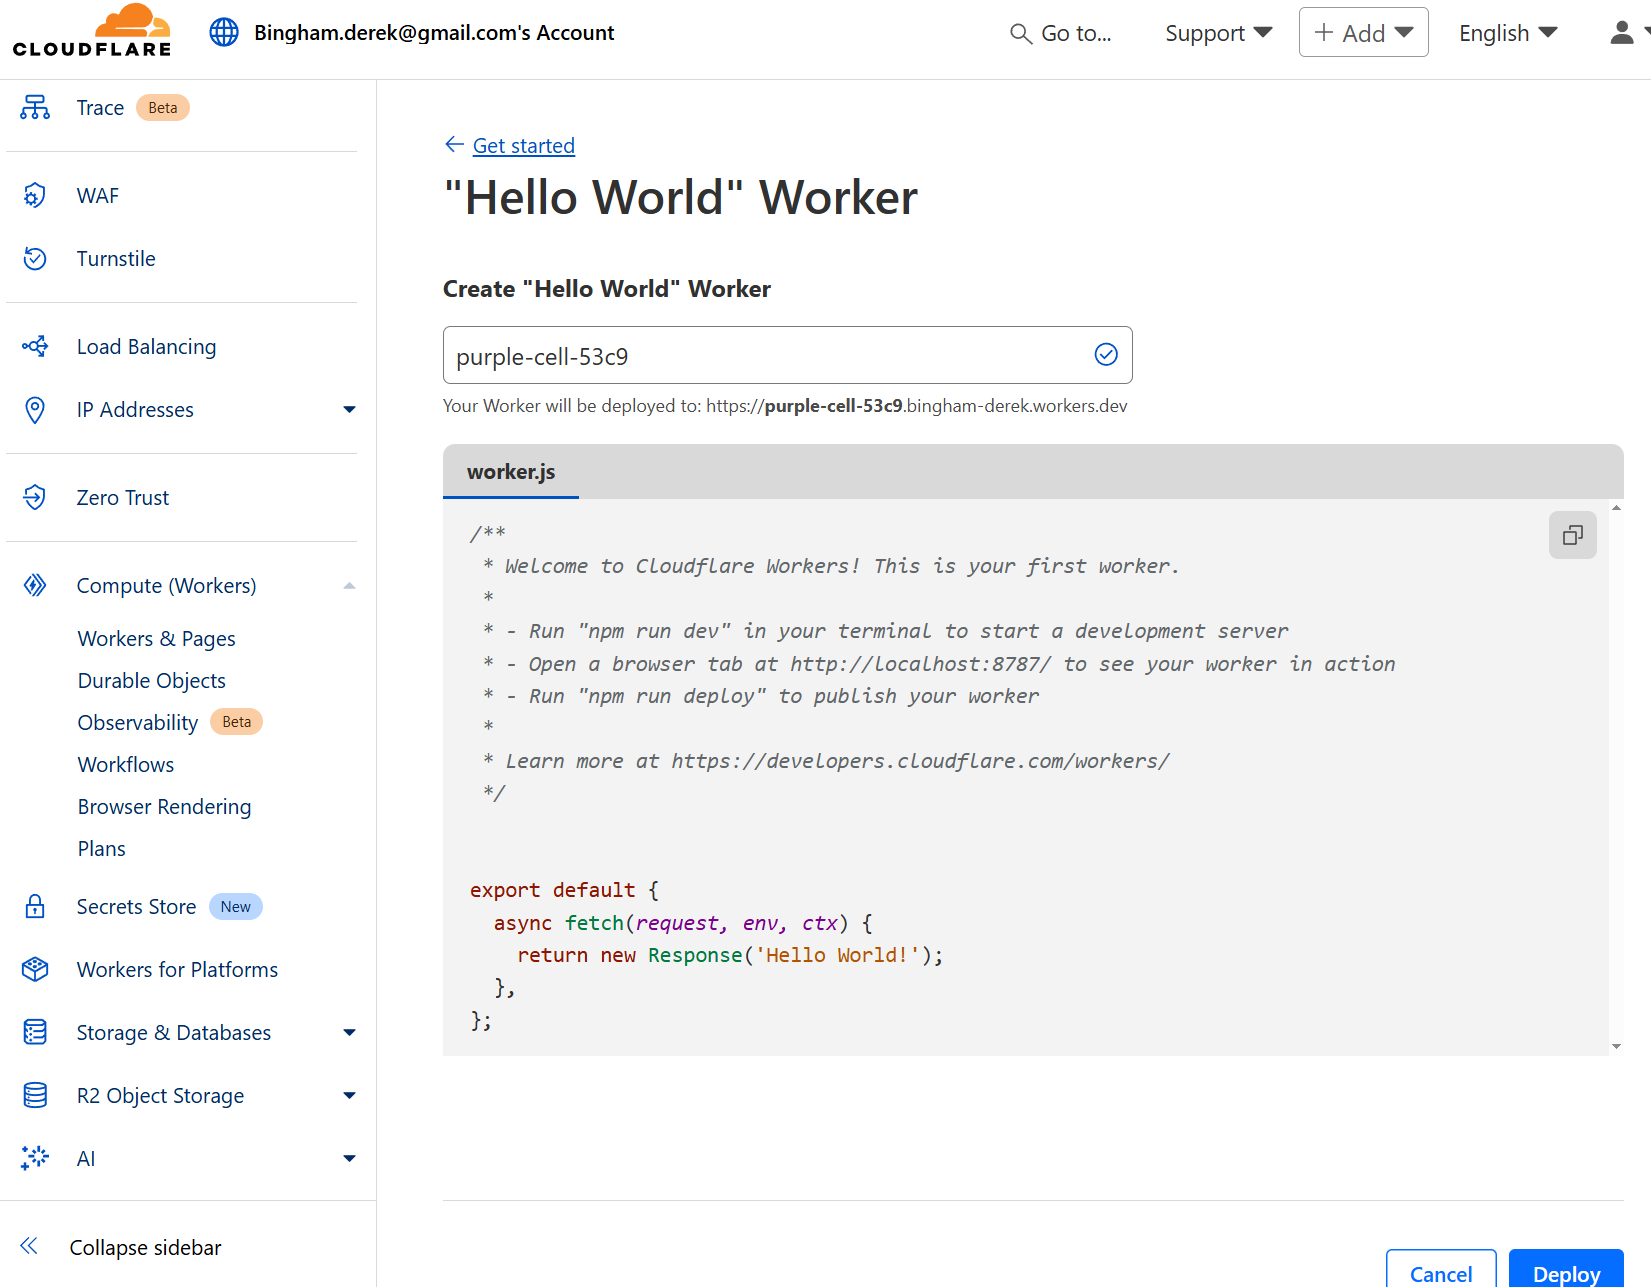 CLOUDFLARE
Bingham.derek@gmail.com's Account
Go to...
Support
+ Add
English
Trace Beta
WAF
Turnstile
Load Balancing
IP Addresses
Zero Trust
Compute (Workers)
Workers & Pages
Durable Objects
Observability Beta
Workflows
Browser Rendering
Plans
Secrets Store New
Workers for Platforms
Storage & Databases
R2 Object Storage
AI
Collapse sidebar
← Get started
"Hello World" Worker
Create "Hello World" Worker
purple-cell-53c9
Your Worker will be deployed to: https://purple-cell-53c9.bingham-derek.workers.dev
worker.js
/**
 * Welcome to Cloudflare Workers! This is your first worker.
 *
 * - Run "npm run dev" in your terminal to start a development server
 * - Open a browser tab at http://localhost:8787/ to see your worker in action
 * - Run "npm run deploy" to publish your worker
 *
 * Learn more at https://developers.cloudflare.com/workers/
 */
export default {
  async fetch(request, env, ctx) {
    return new Response('Hello World!');
  },
};
Cancel
Deploy